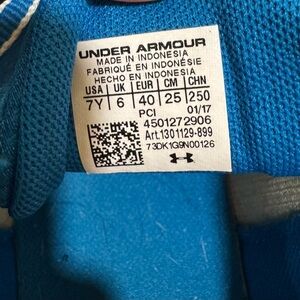 UNDER ARMOUR
MADE IN INDONESIA
FABRIQUÉ EN INDONÉSIE
HECHO EN INDONESIA
USA UK EUR CM CHN
7Y 6 40 25 250
PCI 01/17
4501272906
Art.1301129-899
73DK1G9N00126